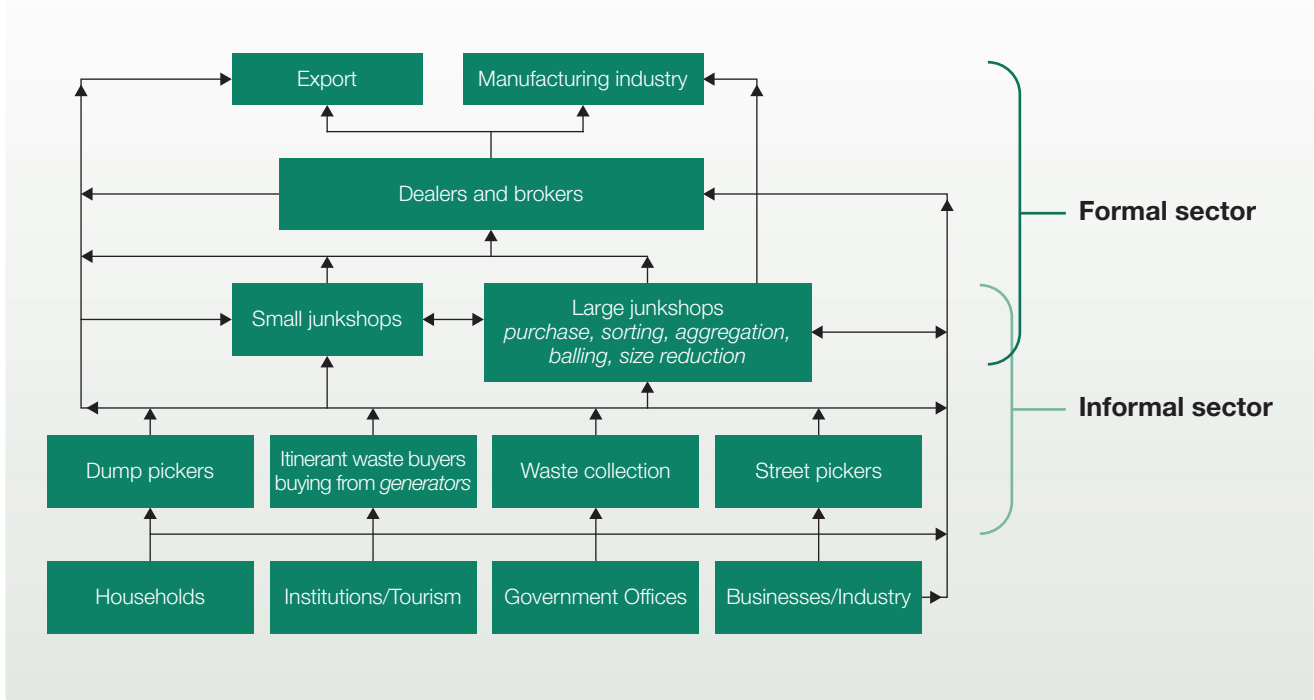 Export
Manufacturing industry
Dealers and brokers
Formal sector
Small junkshops
Large junkshops
purchase, sorting, aggregation,
balling, size reduction
Informal sector
Dump pickers
Itinerant waste buyers
buying from generators
Waste collection
Street pickers
Households
Institutions/Tourism
Government Offices
Businesses/Industry